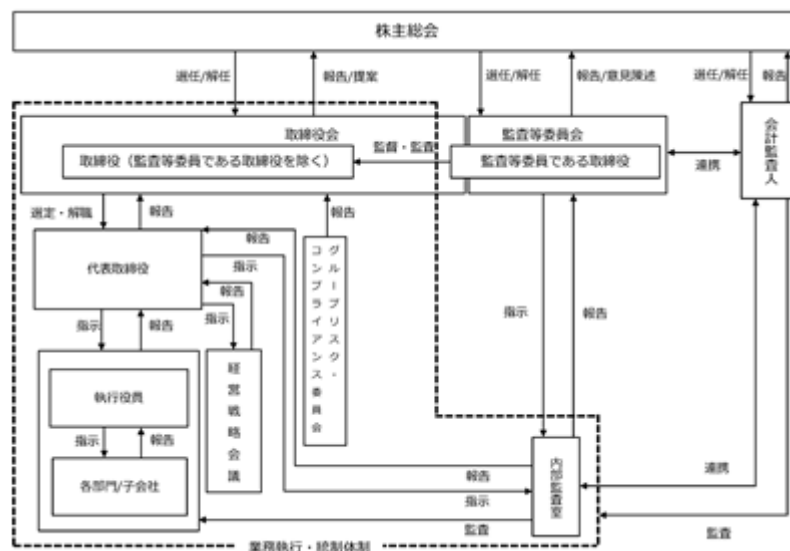 株主総会
選任/解任
報告/提案
選任/解任
報告/意見陳述
選任/解任
報告
取締役会
監査等委員会
会計監査人
取締役（監査等委員である取締役を除く）
監督・監査
監査等委員である取締役
連携
選定・解職
報告
報告
報告
代表取締役
指示
グループリスク・
コンプライアンス委員会
報告
指示
指示
報告
指示
報告
経営戦略会議
執行役員
指示
報告
各部門/子会社
内部監査室
報告
指示
連携
監査
監査
業務執行・統制体制